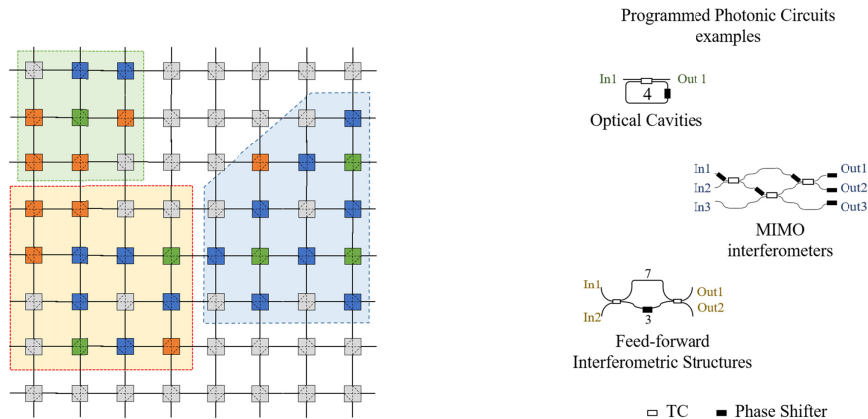 Programmed Photonic Circuits
examples
In1 Out 1
4
Optical Cavities
In1 Out1
In2 Out2
In3 Out3
MIMO
interferometers
7
In1 Out1
In2 Out2
3
Feed-forward
Interferometric Structures
TC Phase Shifter